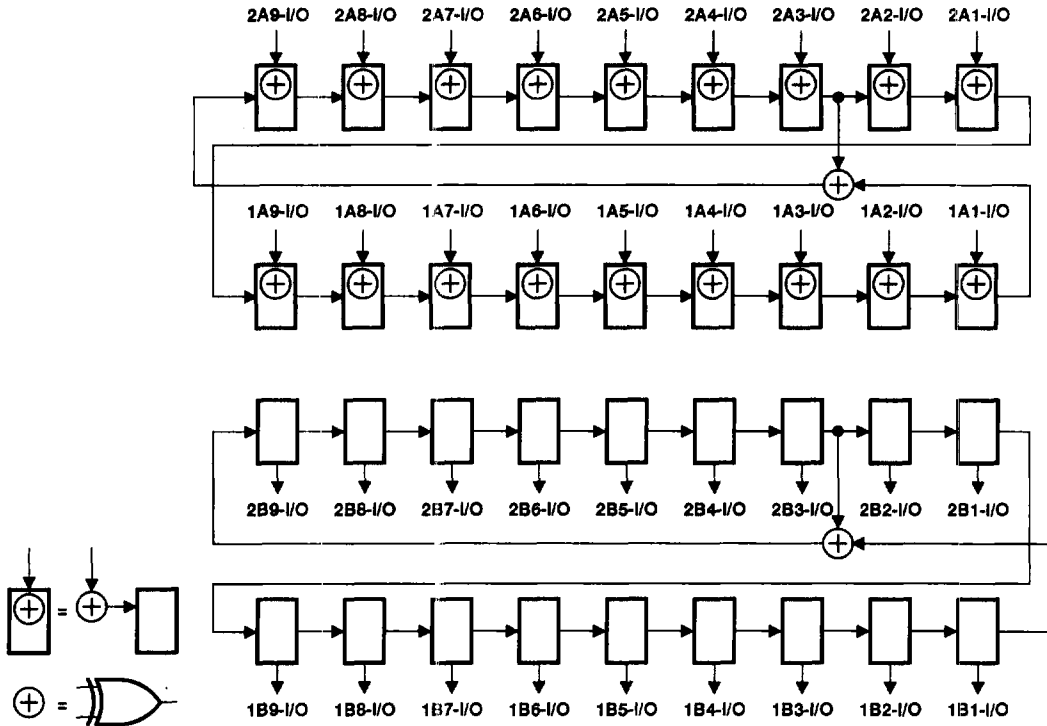 2A9-I/O 2A8-I/O 2A7-I/O 2A6-I/O 2A5-I/O 2A4-I/O 2A3-I/O 2A2-I/O 2A1-I/O
1A9-I/O 1A8-I/O 1A7-I/O 1A6-I/O 1A5-I/O 1A4-I/O 1A3-I/O 1A2-I/O 1A1-I/O
2B9-I/O 2B8-I/O 2B7-I/O 2B6-I/O 2B5-I/O 2B4-I/O 2B3-I/O 2B2-I/O 2B1-I/O
=
1B9-I/O 1B8-I/O 1B7-I/O 1B6-I/O 1B5-I/O 1B4-I/O 1B3-I/O 1B2-I/O 1B1-I/O
=